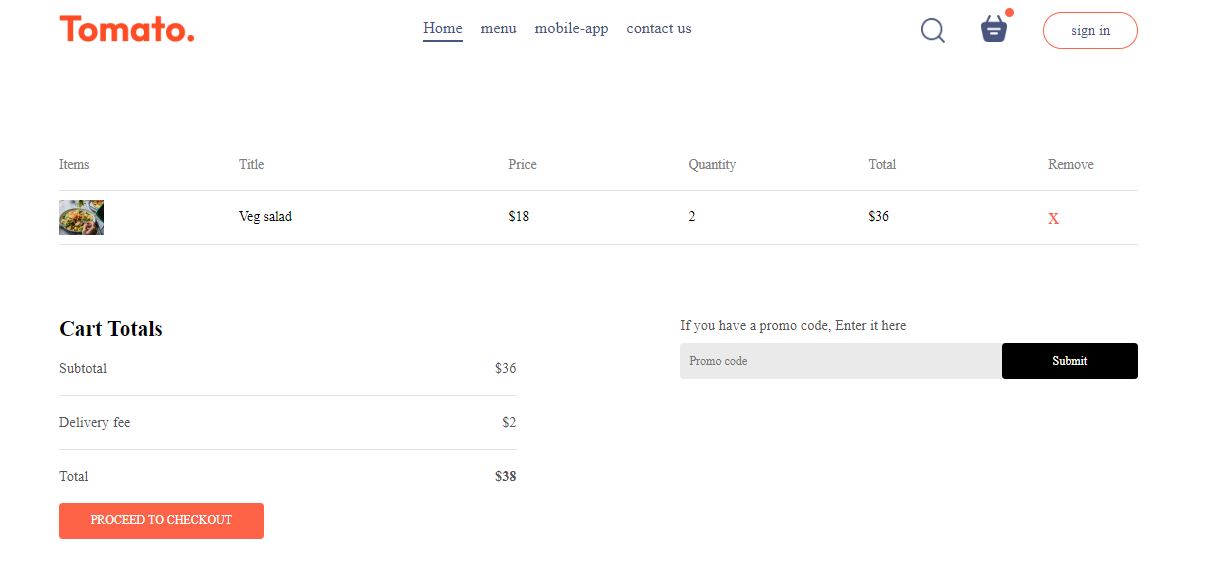 Tomato.
Home menu mobile-app contact us
sign in
Items Title Price Quantity Total Remove
Veg salad $18 2 $36 X
Cart Totals
Subtotal $36
Delivery fee $2
Total $38
PROCEED TO CHECKOUT
If you have a promo code, Enter it here
Promo code Submit